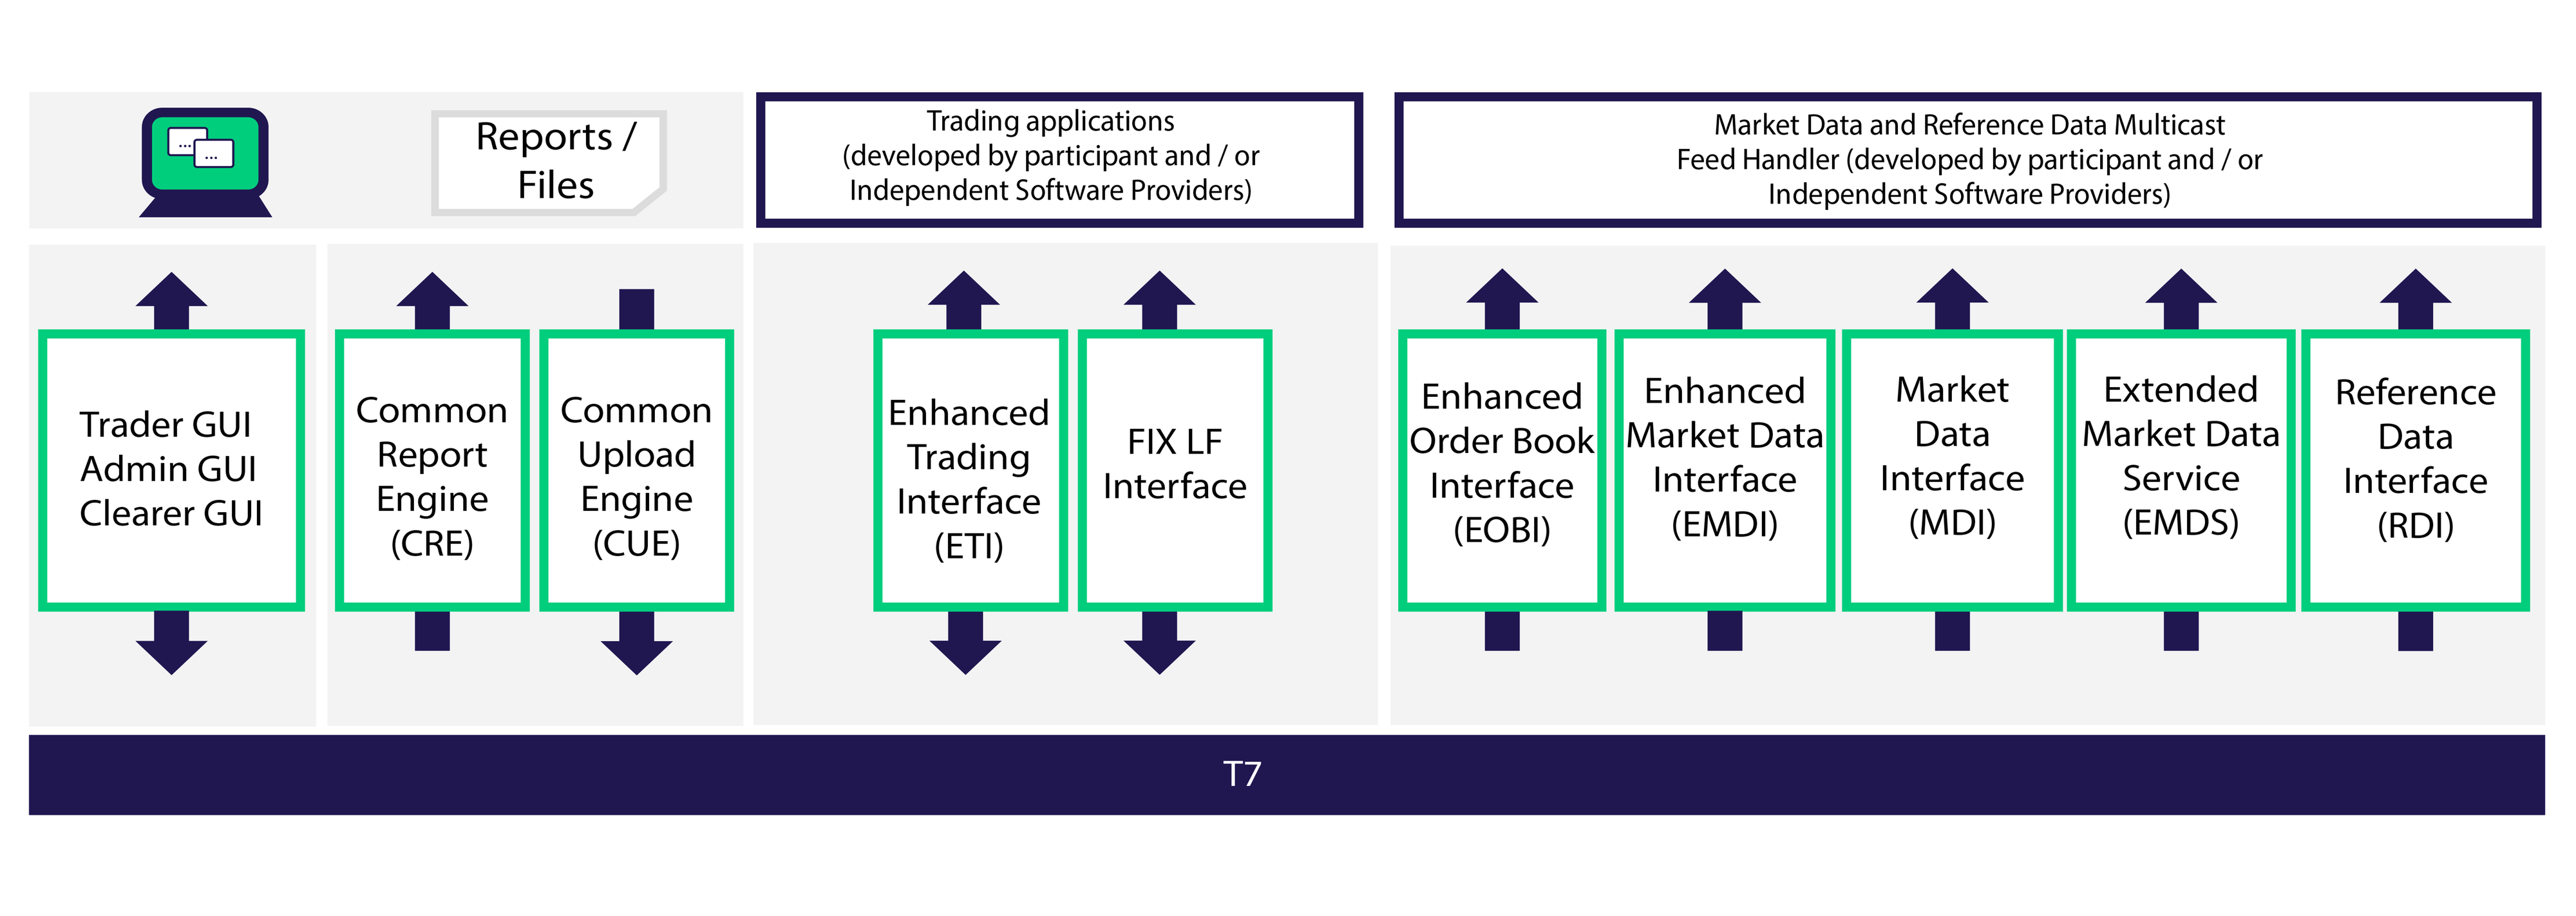 Reports /
Files
Trading applications
(developed by participant and / or
Independent Software Providers)
Market Data and Reference Data Multicast
Feed Handler (developed by participant and / or
Independent Software Providers)
...
...
Trader GUI
Admin GUI
Clearer GUI
Common
Report
Engine
(CRE)
Common
Upload
Engine
(CUE)
Enhanced
Trading
Interface
(ETI)
FIX LF
Interface
Enhanced
Order Book
Interface
(EOBI)
Enhanced
Market Data
Interface
(EMDI)
Market
Data
Interface
(MDI)
Extended
Market Data
Service
(EMDS)
Reference
Data
Interface
(RDI)
T7